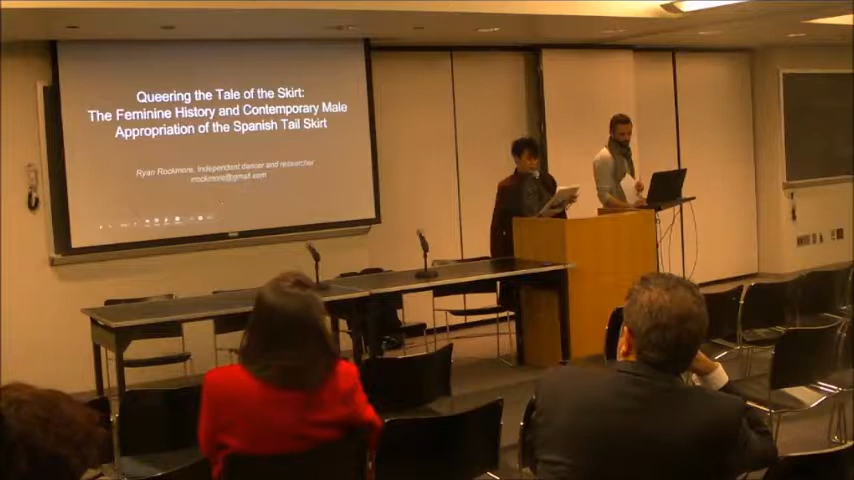 Queering the Tale of the Skirt:
The Feminine History and Contemporary Male
Appropriation of the Spanish Tail Skirt
Ryan Rockmore, Independent dancer and researcher
rrockmore@gmail.com